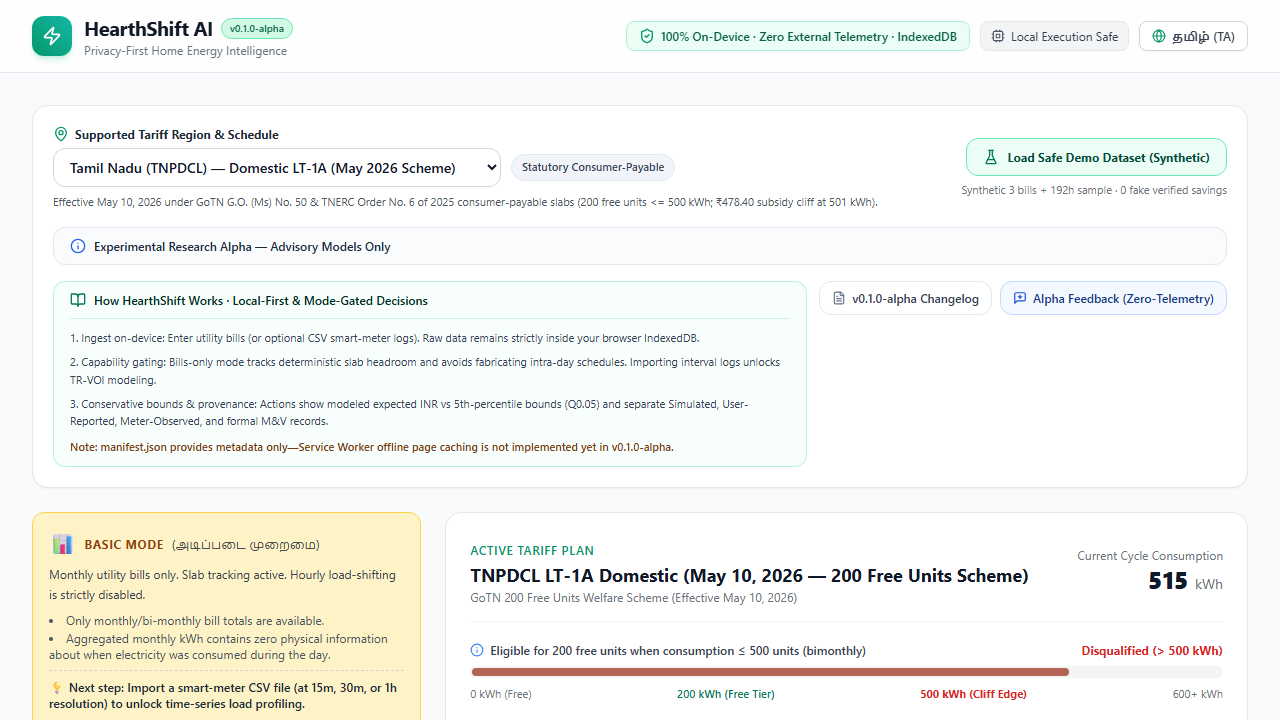 HearthShift AI v0.1.0-alpha
Privacy-First Home Energy Intelligence
100% On-Device · Zero External Telemetry · IndexedDB
Local Execution Safe
தமிழ் (TA)
Supported Tariff Region & Schedule
Tamil Nadu (TNPDCL) — Domestic LT-1A (May 2026 Scheme)
Statutory Consumer-Payable
Effective May 10, 2026 under GoTN G.O. (Ms) No. 50 & TNERC Order No. 6 of 2025 consumer-payable slabs (200 free units <= 500 kWh; ₹478.40 subsidy cliff at 501 kWh).
Load Safe Demo Dataset (Synthetic)
Synthetic 3 bills + 192h sample · 0 fake verified savings
Experimental Research Alpha — Advisory Models Only
How HearthShift Works · Local-First & Mode-Gated Decisions
1. Ingest on-device: Enter utility bills (or optional CSV smart-meter logs). Raw data remains strictly inside your browser IndexedDB.
2. Capability gating: Bills-only mode tracks deterministic slab headroom and avoids fabricating intra-day schedules. Importing interval logs unlocks
TR-VOI modeling.
3. Conservative bounds & provenance: Actions show modeled expected INR vs 5th-percentile bounds (Q0.05) and separate Simulated, User-
Reported, Meter-Observed, and formal M&V records.
Note: manifest.json provides metadata only—Service Worker offline page caching is not implemented yet in v0.1.0-alpha.
v0.1.0-alpha Changelog
Alpha Feedback (Zero-Telemetry)
BASIC MODE (அடிப்படை முறைமை)
Monthly utility bills only. Slab tracking active. Hourly load-shifting
is strictly disabled.
• Only monthly/bi-monthly bill totals are available.
• Aggregated monthly kWh contains zero physical information
about when electricity was consumed during the day.
Next step: Import a smart-meter CSV file (at 15m, 30m, or 1h
resolution) to unlock time-series load profiling.
ACTIVE TARIFF PLAN
TNPDCL LT-1A Domestic (May 10, 2026 — 200 Free Units Scheme)
GoTN 200 Free Units Welfare Scheme (Effective May 10, 2026)
Current Cycle Consumption
515 kWh
Eligible for 200 free units when consumption ≤ 500 units (bimonthly)
Disqualified (> 500 kWh)
0 kWh (Free)
200 kWh (Free Tier)
500 kWh (Cliff Edge)
600+ kWh